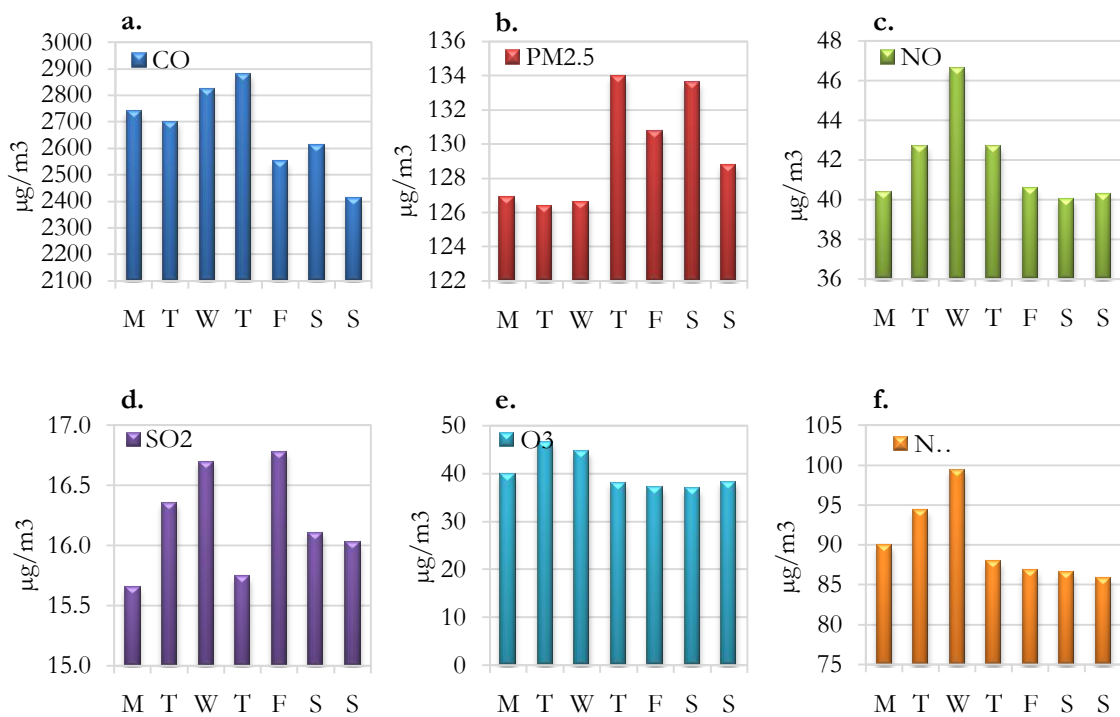 a.
CO
3000
2900
2800
2700
2600
2500
2400
2300
2200
2100
µg/m3
M T W T F S S
b.
PM2.5
136
134
132
130
128
126
124
122
µg/m3
M T W T F S S
c.
NO
48
46
44
42
40
38
36
µg/m3
M T W T F S S
d.
SO2
17.0
16.5
16.0
15.5
15.0
µg/m3
M T W T F S S
e.
O3
50
40
30
20
10
0
µg/m3
M T W T F S S
f.
N..
105
100
95
90
85
80
75
µg/m3
M T W T F S S